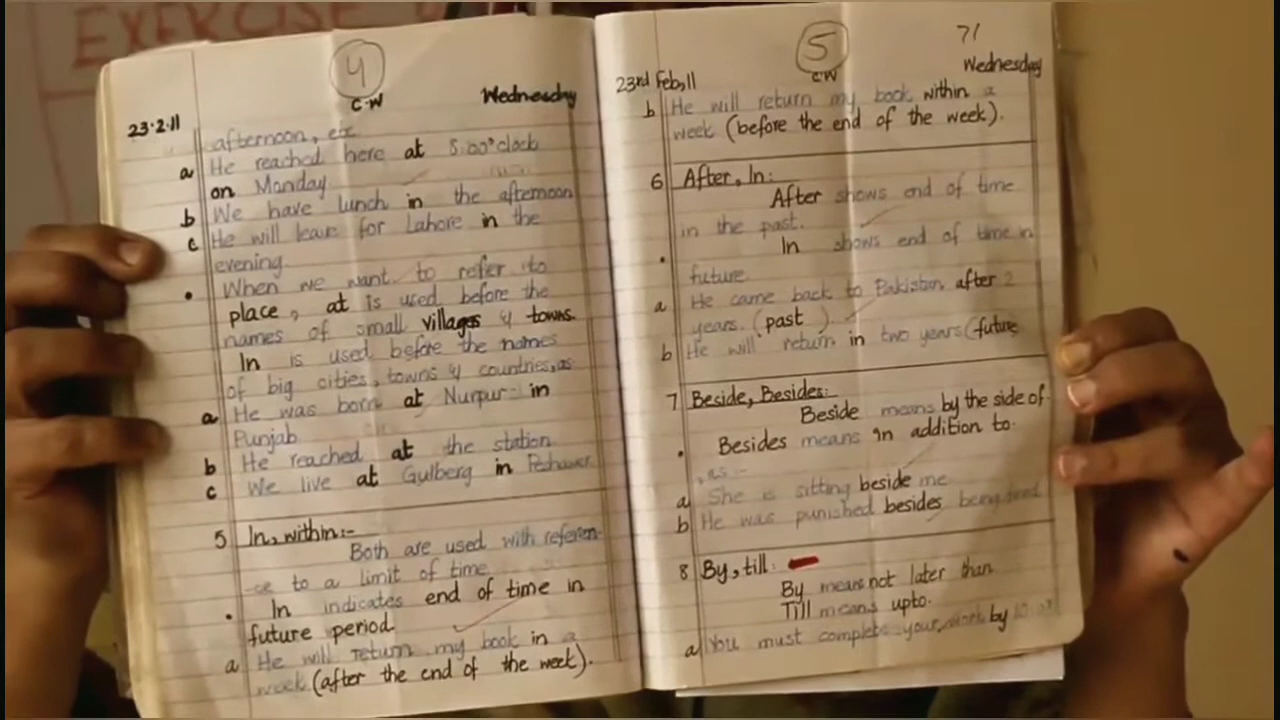 EXERCISE
4
C.W
Wednesday
23.2.11
afternoon, etc
a He reached here at 5:00 o'clock
on Monday
b We have lunch in the afternoon
c He will leave for Lahore in the
evening
• When we want to refer to
place, at is used before the
names of small villages & towns.
In is used before the names
of big cities, towns & countries, as
a He was born at Nurpur in
Punjab
b He reached at the station
c We live at Gulberg in Peshawer
5 In, within:-
Both are used with referen-
-ce to a limit of time
• In indicates end of time in
future period
a He will return my book in a
week (after the end of the week).
5
71
C.W
Wednesday
23rd Feb, 11
b He will return my book within a
week (before the end of the week).
6 After, In:
After shows end of time
in the past.
• In shows end of time in
future
a He came back to Pakistan after 2
years. (past)
b He will return in two years (future
7 Beside, Besides:-
Beside means by the side of
• Besides means in addition to.
, as :-
a She is sitting beside me
b He was punished besides being fined
8 By, till:
By means not later than
Till means upto.
a You must complete your work by